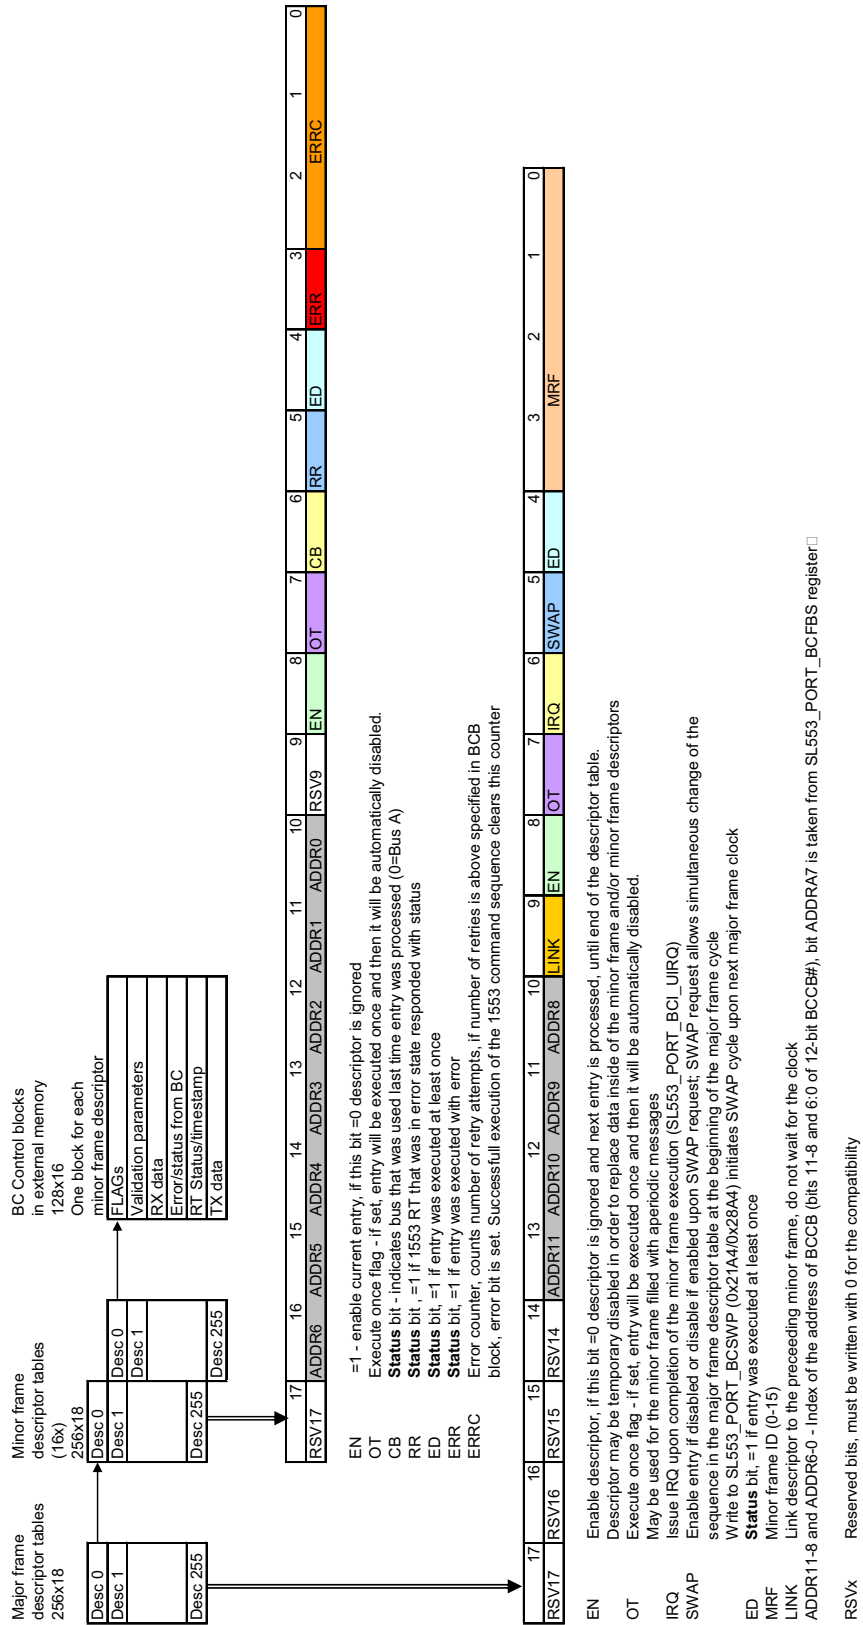 Major frame
descriptor tables
256x18
Desc 0
Desc 1
Desc 255
Minor frame
descriptor tables
(16x)
256x18
Desc 0
Desc 1
Desc 255
Desc 0
Desc 1
Desc 255
BC Control blocks
in external memory
128x16
One block for each
minor frame descriptor
FLAGs
Validation parameters
RX data
Error/status from BC
RT Status/timestamp
TX data
17 16 15 14 13 12 11 10 9 8 7 6 5 4 3 2 1 0
RSV17 ADDR6 ADDR5 ADDR4 ADDR3 ADDR2 ADDR1 ADDR0 RSV9 EN OT CB RR ED ERR ERRC
EN =1 - enable current entry, if this bit =0 descriptor is ignored
OT Execute once flag - if set, entry will be executed once and then it will be automatically disabled.
CB Status bit - indicates bus that was used last time entry was processed (0=Bus A)
RR Status bit, =1 if 1553 RT that was in error state responded with status
ED Status bit, =1 if entry was executed at least once
ERR Status bit, =1 if entry was executed with error
ERRC Error counter, counts number of retry attempts, if number of retries is above specified in BCB
block, error bit is set. Successfull execution of the 1553 command sequence clears this counter
17 16 15 14 13 12 11 10 9 8 7 6 5 4 3 2 1 0
RSV17 RSV16 RSV15 RSV14 ADDR11 ADDR10 ADDR9 ADDR8 LINK EN OT IRQ SWAP ED MRF
EN Enable descriptor, if this bit =0 descriptor is ignored and next entry is processed, until end of the descriptor table.
Descriptor may be temporary disabled in order to replace data inside of the minor frame and/or minor frame descriptors
OT Execute once flag - if set, entry will be executed once and then it will be automatically disabled.
May be used for the minor frame filled with aperiodic messages
IRQ Issue IRQ upon completion of the minor frame execution (SL553_PORT_BCI_UIRQ)
SWAP Enable entry if disabled or disable if enabled upon SWAP request; SWAP request allows simultaneous change of the
sequence in the major frame descriptor table at the beginning of the major frame cycle
Write to SL553_PORT_BCSWP (0x21A4/0x28A4) initiates SWAP cycle upon next major frame clock
ED Status bit, =1 if entry was executed at least once
MRF Minor frame ID (0-15)
LINK Link descriptor to the preceeding minor frame, do not wait for the clock
ADDR11-8 and ADDR6-0 - Index of the address of BCCB (bits 11-8 and 6:0 of 12-bit BCCB#), bit ADDRA7 is taken from SL553_PORT_BCFBS register□
RSVx Reserved bits, must be written with 0 for the compatibility